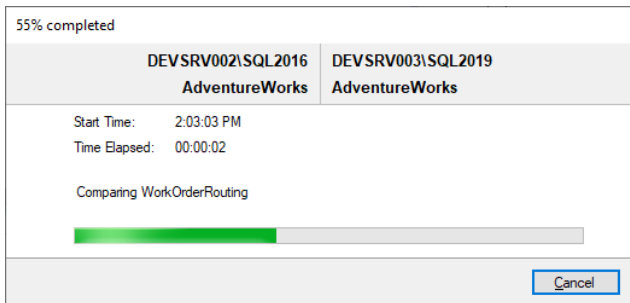 55% completed
DEVSRV002\SQL2016 DEVSRV003\SQL2019
AdventureWorks AdventureWorks
Start Time: 2:03:03 PM
Time Elapsed: 00:00:02
Comparing WorkOrderRouting
Cancel